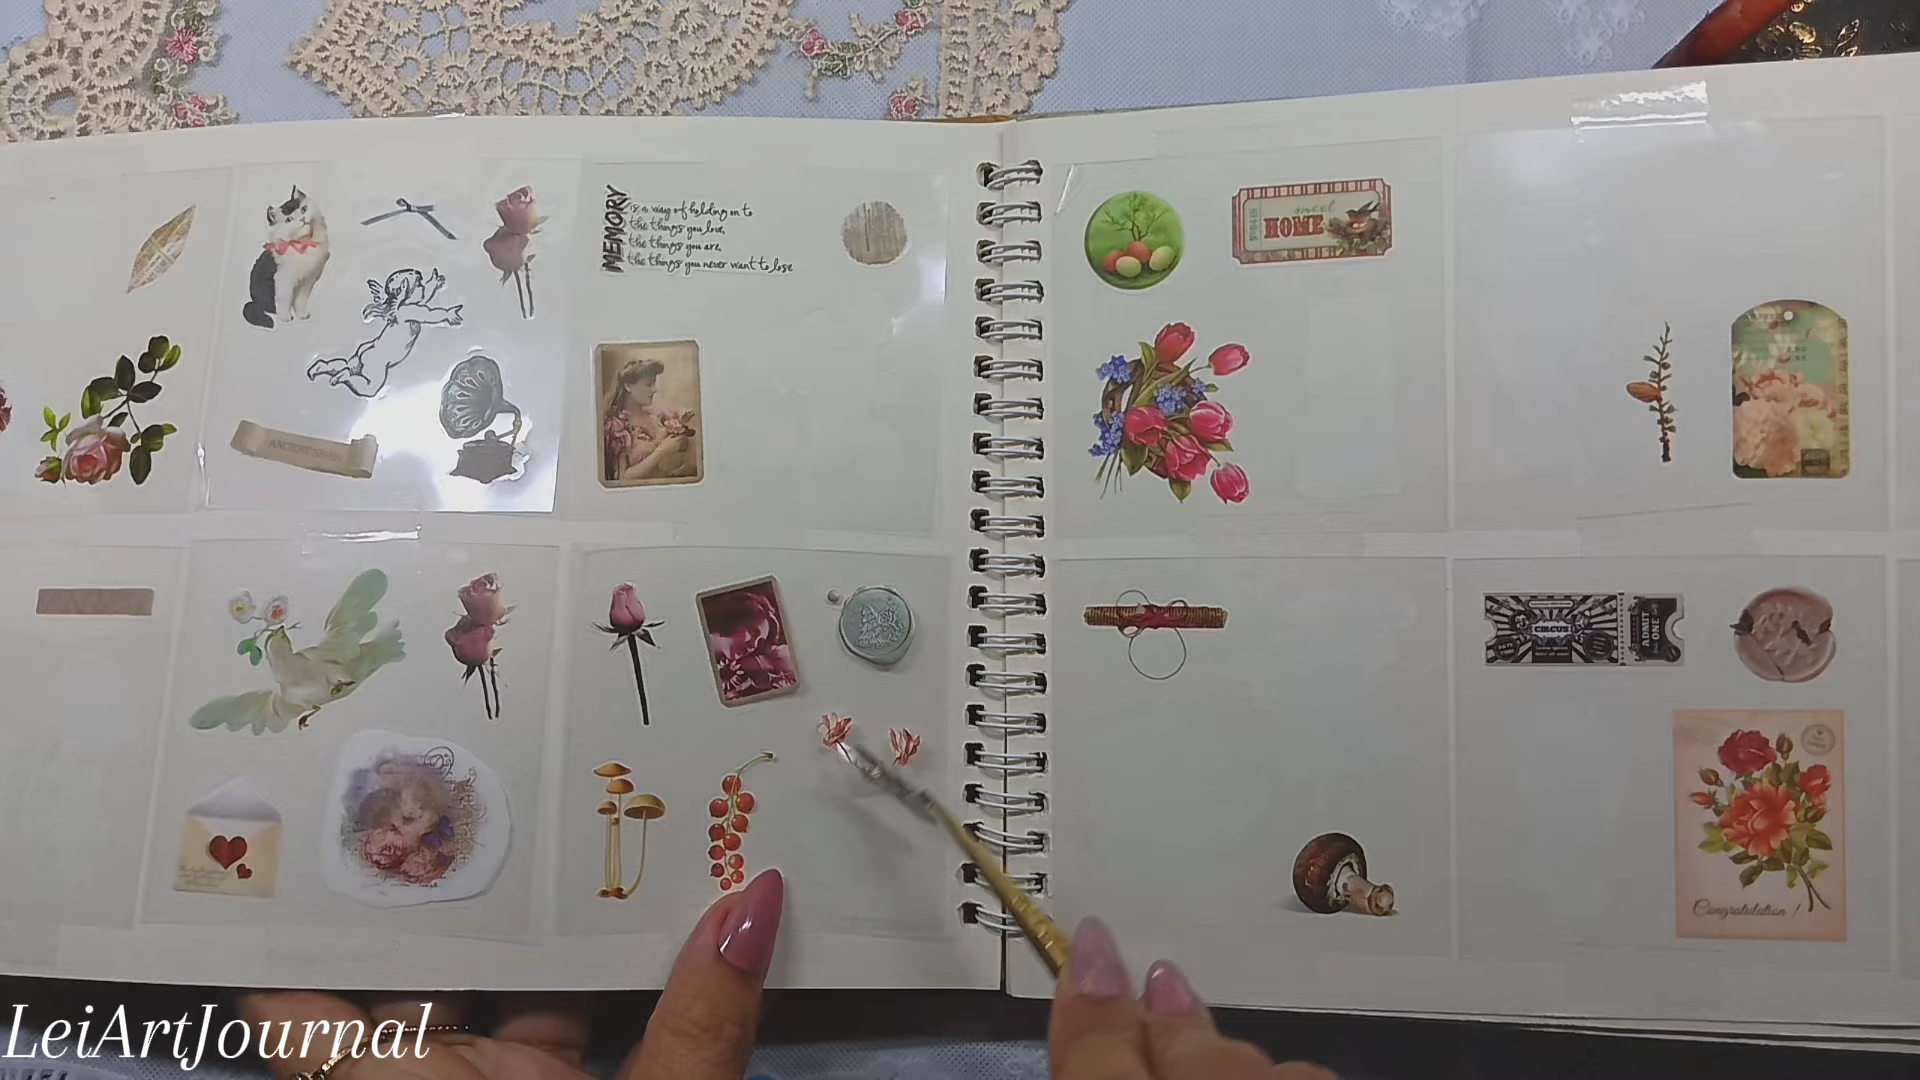 MEMORY
is a way of holding on to
the things you love,
the things you are,
the things you never want to lose
sweet
HOME
CIRCUS
ADMIT
ONE
Congratulation !
LeiArtJournal